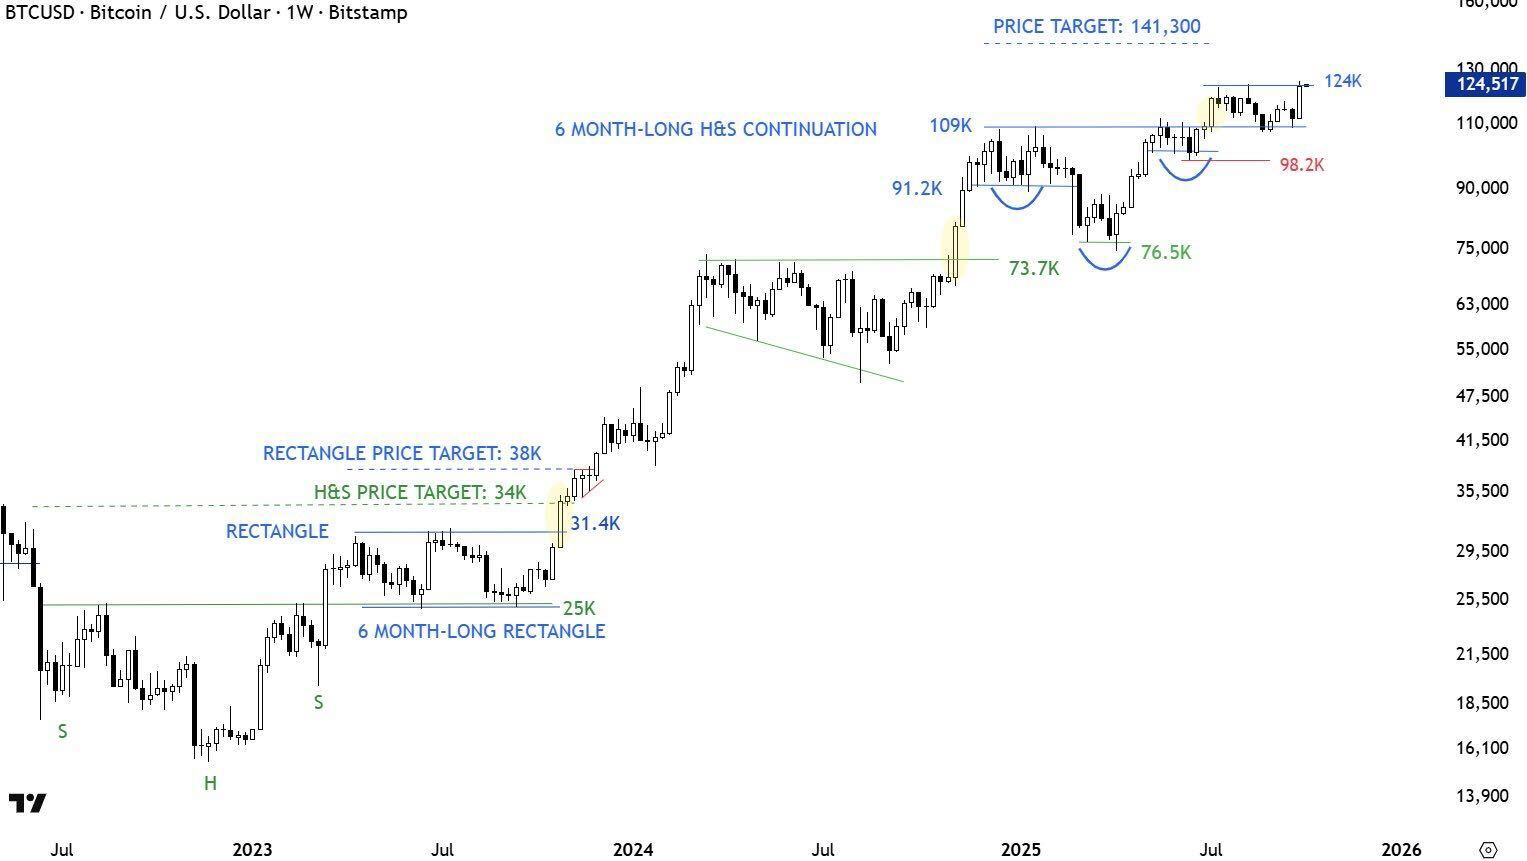 BTCUSD · Bitcoin / U.S. Dollar · 1W · Bitstamp
160,000
PRICE TARGET: 141,300
130,000
124K
124,517
6 MONTH-LONG H&S CONTINUATION
109K
110,000
98.2K
91.2K
90,000
76.5K
75,000
73.7K
63,000
55,000
47,500
RECTANGLE PRICE TARGET: 38K
41,500
H&S PRICE TARGET: 34K
35,500
RECTANGLE
31.4K
29,500
25K
25,500
6 MONTH-LONG RECTANGLE
21,500
S
S
18,500
16,100
H
13,900
Jul
2023
Jul
2024
Jul
2025
Jul
2026